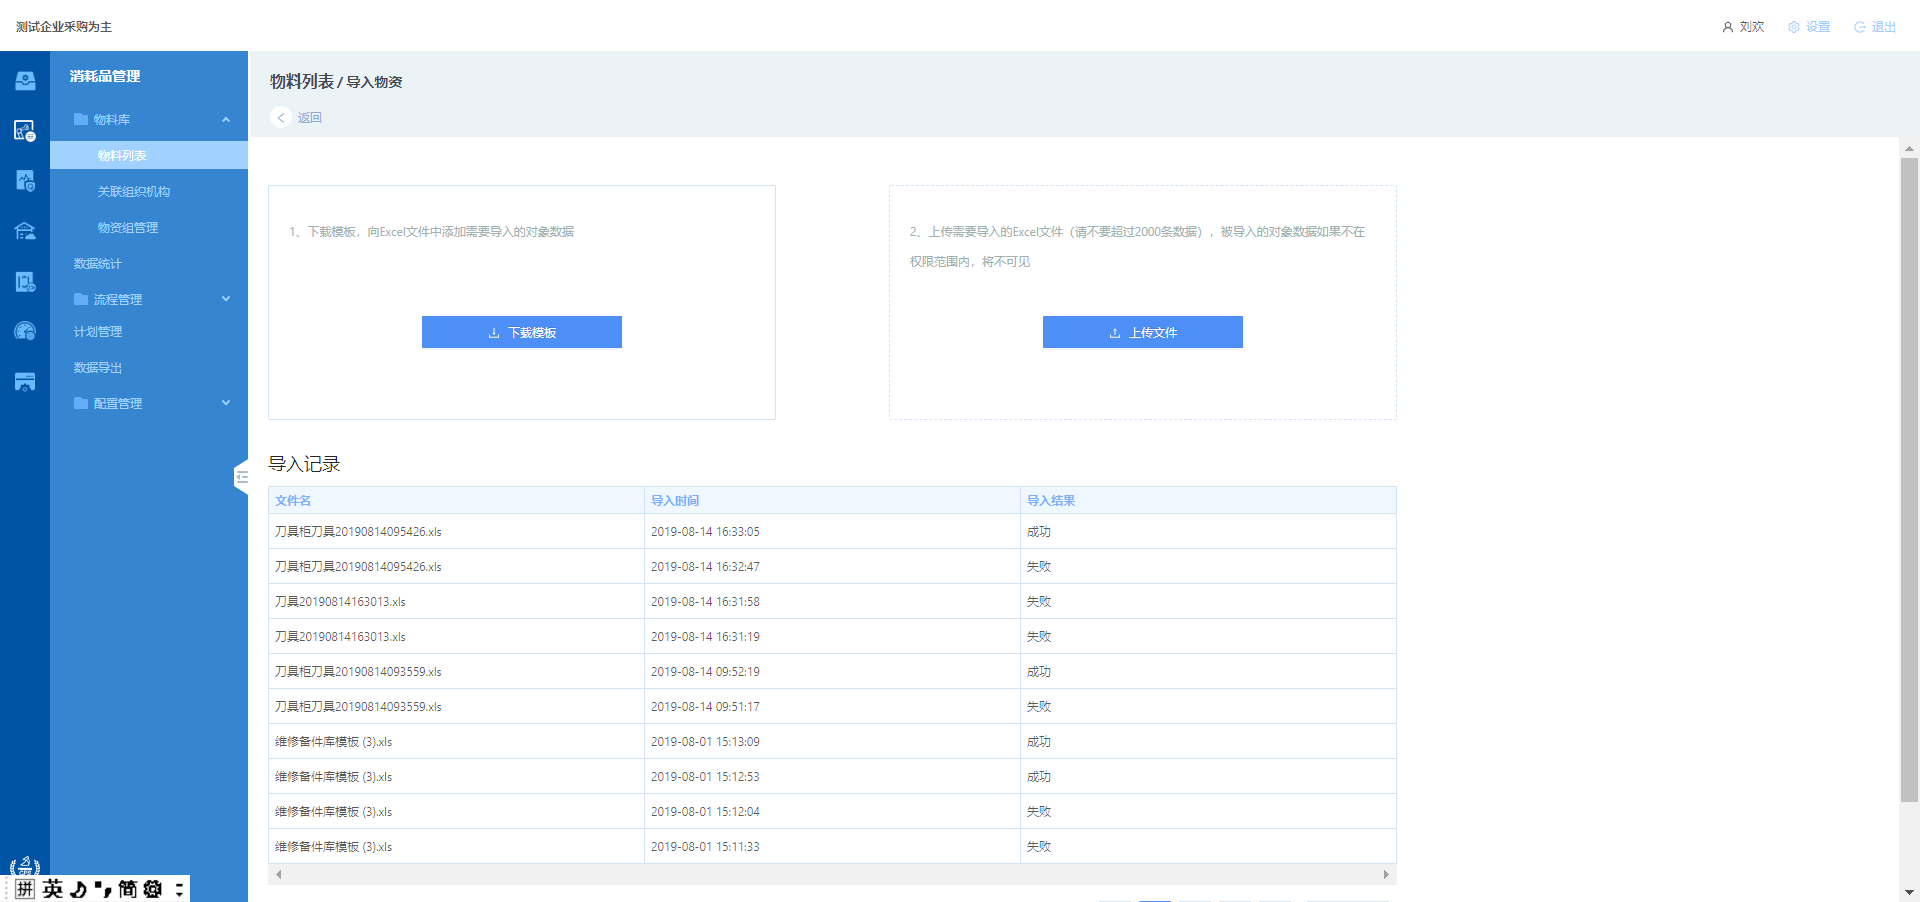 测试企业采购为主
刘欢
设置
退出
消耗品管理
物料库
物料列表
关联组织机构
物资组管理
数据统计
流程管理
计划管理
数据导出
配置管理
物料列表 / 导入物资
返回
1、下载模板，向Excel文件中添加需要导入的对象数据
下载模板
2、上传需要导入的Excel文件（请不要超过2000条数据），被导入的对象数据如果不在
权限范围内，将不可见
上传文件
导入记录
文件名 导入时间 导入结果
刀具柜刀具20190814095426.xls 2019-08-14 16:33:05 成功
刀具柜刀具20190814095426.xls 2019-08-14 16:32:47 失败
刀具20190814163013.xls 2019-08-14 16:31:58 失败
刀具20190814163013.xls 2019-08-14 16:31:19 失败
刀具柜刀具20190814093559.xls 2019-08-14 09:52:19 成功
刀具柜刀具20190814093559.xls 2019-08-14 09:51:17 失败
维修备件库模板 (3).xls 2019-08-01 15:13:09 成功
维修备件库模板 (3).xls 2019-08-01 15:12:53 成功
维修备件库模板 (3).xls 2019-08-01 15:12:04 失败
维修备件库模板 (3).xls 2019-08-01 15:11:33 失败
拼 英 简